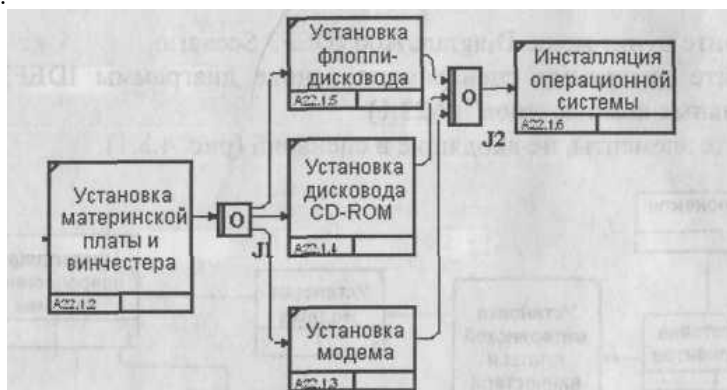 .
Установка
флоппи-
дисковода
A22.1.5
O
J2
Инсталляция
операционной
системы
A22.1.6
Установка
материнской
платы и
винчестера
A22.1.2
O
J1
Установка
дисковода
CD-ROM
A22.1.4
Установка
модема
A22.1.3